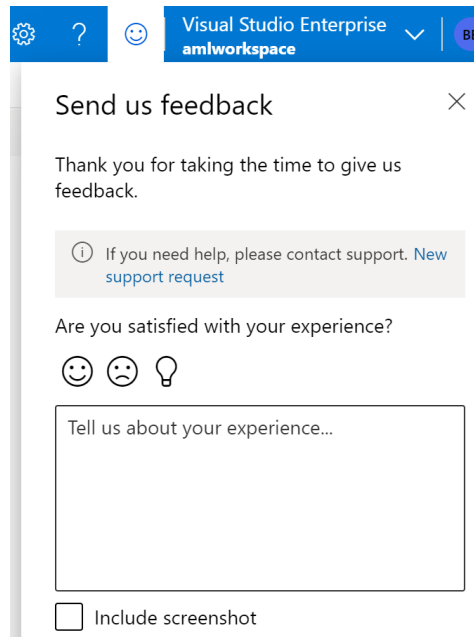 ?
Visual Studio Enterprise
amlworkspace
Send us feedback
Thank you for taking the time to give us
feedback.
If you need help, please contact support. New
support request
Are you satisfied with your experience?
Tell us about your experience...
Include screenshot